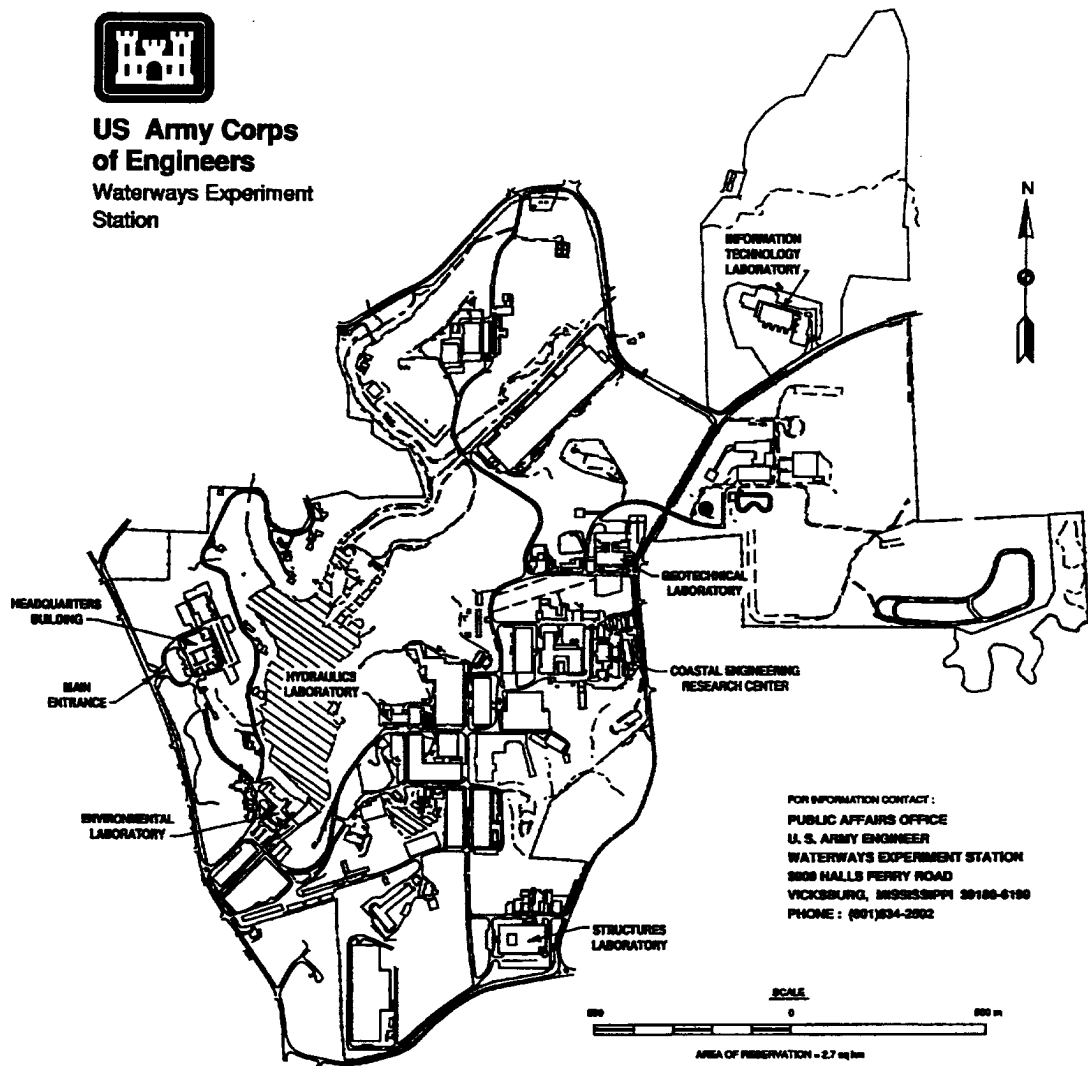 US Army Corps
of Engineers
Waterways Experiment
Station
N
INFORMATION
TECHNOLOGY
LABORATORY
GEOTECHNICAL
LABORATORY
HEADQUARTERS
BUILDING
MAIN
ENTRANCE
HYDRAULICS
LABORATORY
COASTAL ENGINEERING
RESEARCH CENTER
ENVIRONMENTAL
LABORATORY
STRUCTURES
LABORATORY
FOR INFORMATION CONTACT :
PUBLIC AFFAIRS OFFICE
U. S. ARMY ENGINEER
WATERWAYS EXPERIMENT STATION
HALLS FERRY ROAD
VICKSBURG, MISSISSIPPI
PHONE :
SCALE
0
m
AREA OF RESERVATION = 2.7 sq km